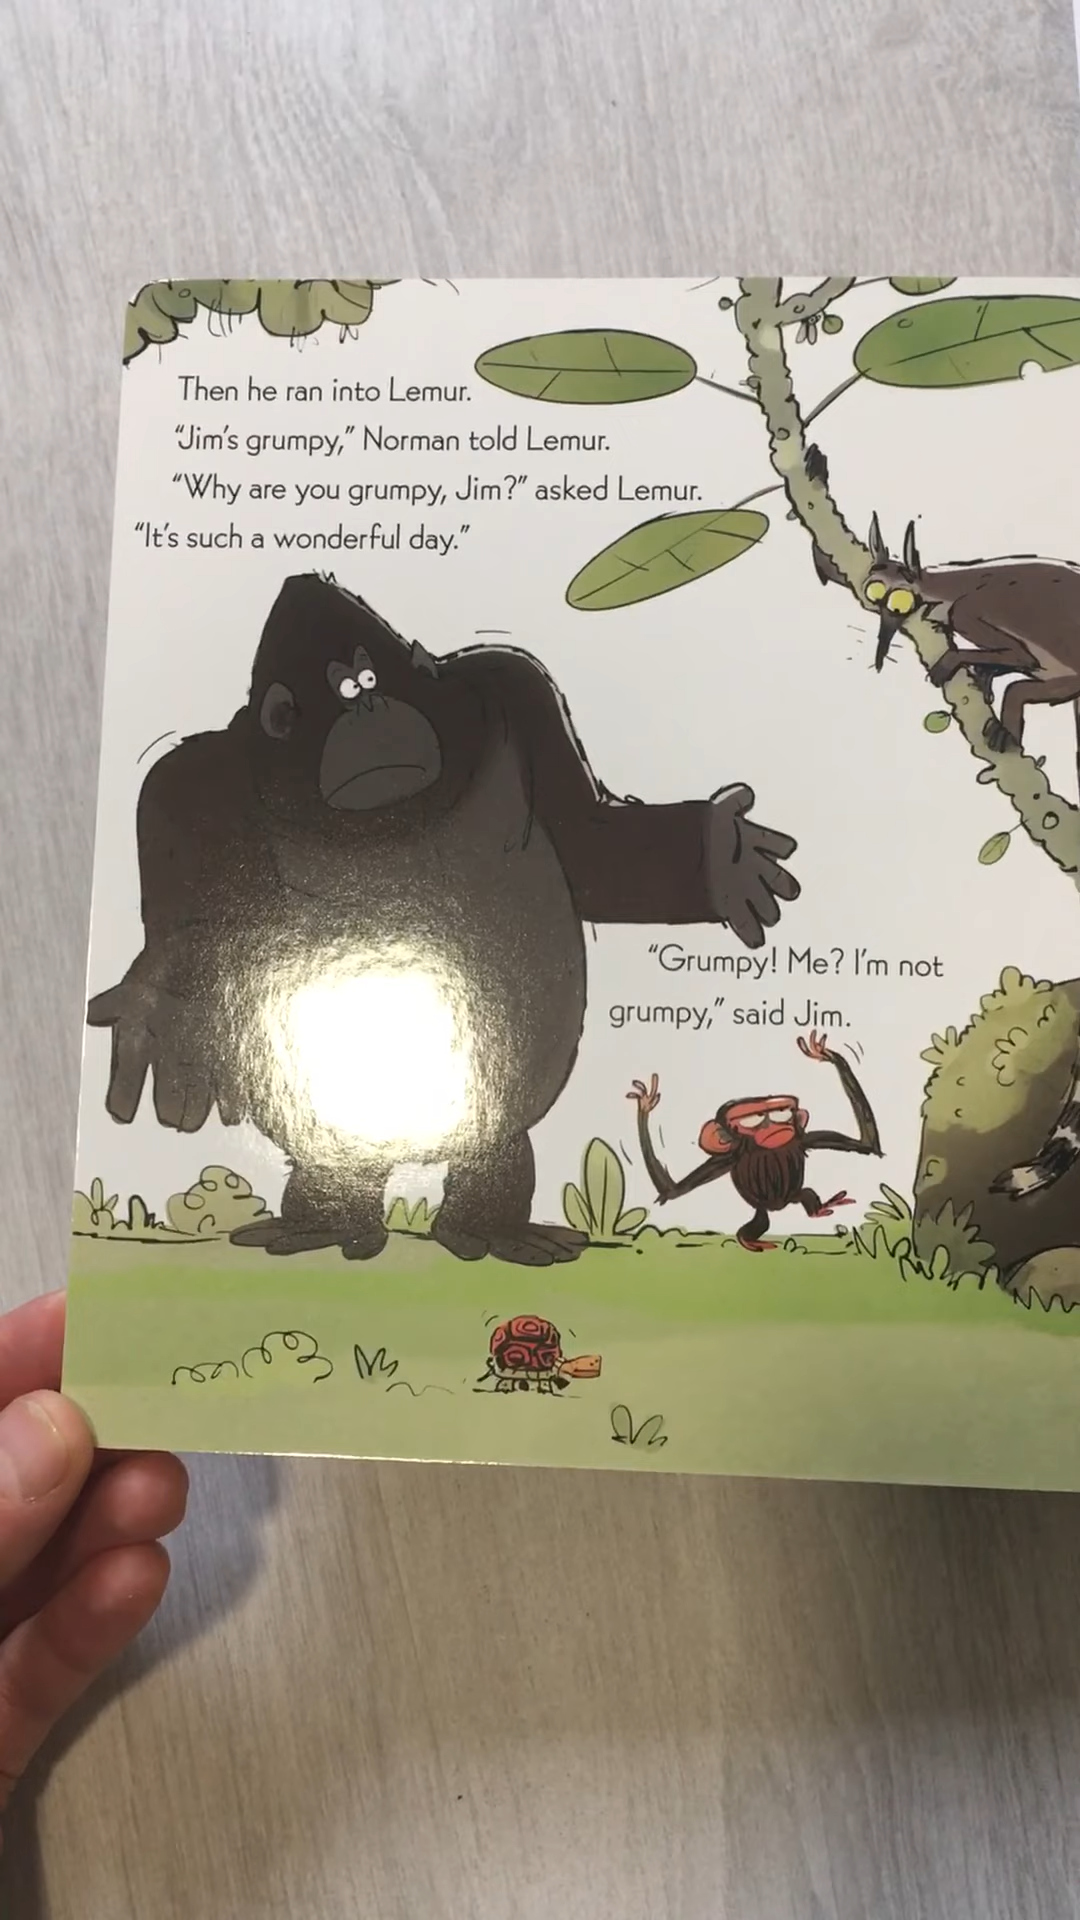 Then he ran into Lemur.
“Jim’s grumpy,” Norman told Lemur.
“Why are you grumpy, Jim?” asked Lemur.
“It’s such a wonderful day.”
“Grumpy! Me? I’m not
grumpy,” said Jim.